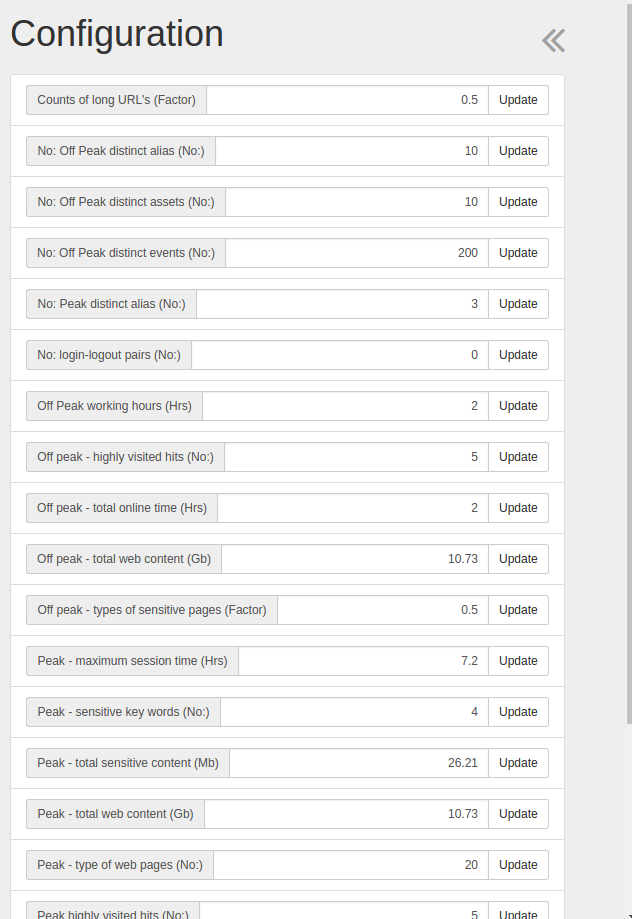 Configuration
Counts of long URL's (Factor) 0.5 Update
No: Off Peak distinct alias (No:) 10 Update
No: Off Peak distinct assets (No:) 10 Update
No: Off Peak distinct events (No:) 200 Update
No: Peak distinct alias (No:) 3 Update
No: login-logout pairs (No:) 0 Update
Off Peak working hours (Hrs) 2 Update
Off peak - highly visited hits (No:) 5 Update
Off peak - total online time (Hrs) 2 Update
Off peak - total web content (Gb) 10.73 Update
Off peak - types of sensitive pages (Factor) 0.5 Update
Peak - maximum session time (Hrs) 7.2 Update
Peak - sensitive key words (No:) 4 Update
Peak - total sensitive content (Mb) 26.21 Update
Peak - total web content (Gb) 10.73 Update
Peak - type of web pages (No:) 20 Update
Peak highly visited hits (No:) 5 Update